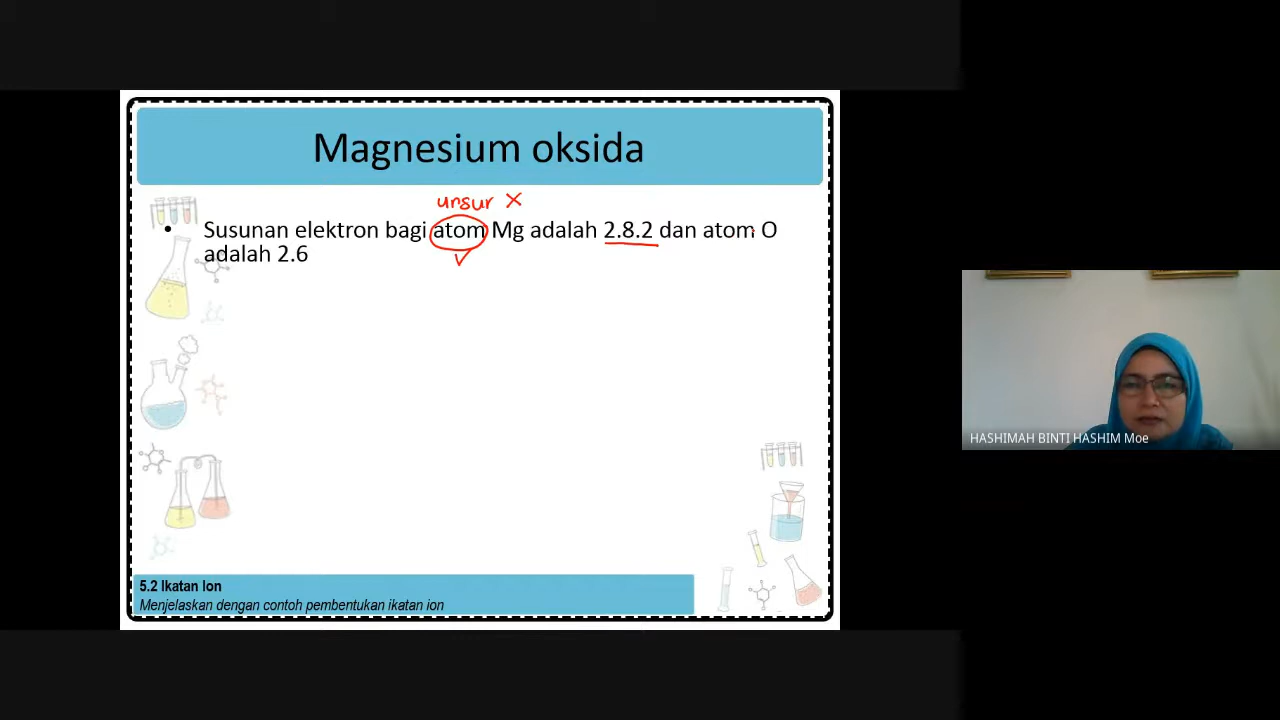 Magnesium oksida
unsur ×
• Susunan elektron bagi atom Mg adalah 2.8.2 dan atom O
adalah 2.6
5.2 Ikatan Ion
Menjelaskan dengan contoh pembentukan ikatan ion
HASHIMAH BINTI HASHIM Moe